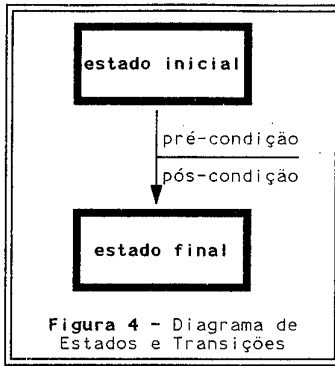 estado inicial
pré-condição
pós-condição
estado final
Figura 4 - Diagrama de
Estados e Transições